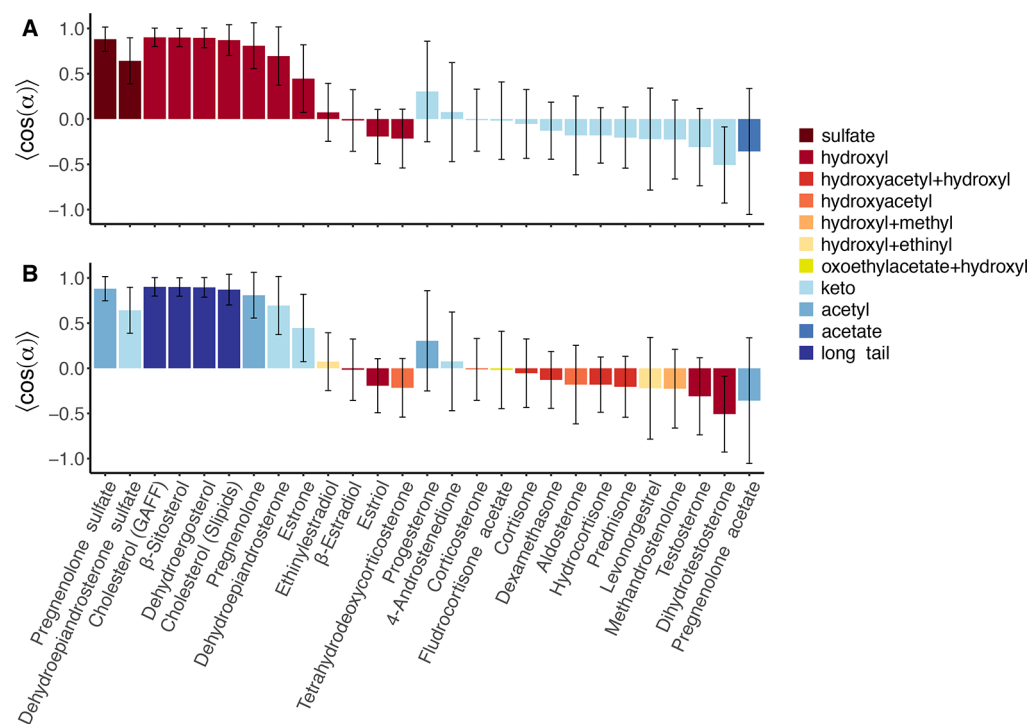 A
1.0
0.5
0.0
−0.5
−1.0
⟨cos(α)⟩
B
1.0
0.5
0.0
−0.5
−1.0
⟨cos(α)⟩
Pregnenolone sulfate
Dehydroepiandrosterone sulfate
Cholesterol (GAFF)
β-Sitosterol
Dehydroergosterol
Cholesterol (Slipids)
Pregnenolone
Dehydroepiandrosterone
Estrone
Ethinylestradiol
β-Estradiol
Estriol
Tetrahydrodeoxycorticosterone
Progesterone
4-Androstenedione
Corticosterone
Fludrocortisone acetate
Cortisone
Dexamethasone
Aldosterone
Hydrocortisone
Prednisone
Levonorgestrel
Methandrostenolone
Testosterone
Dihydrotestosterone
Pregnenolone acetate
sulfate
hydroxyl
hydroxyacetyl+hydroxyl
hydroxyacetyl
hydroxyl+methyl
hydroxyl+ethinyl
oxoethylacetate+hydroxyl
keto
acetyl
acetate
long tail